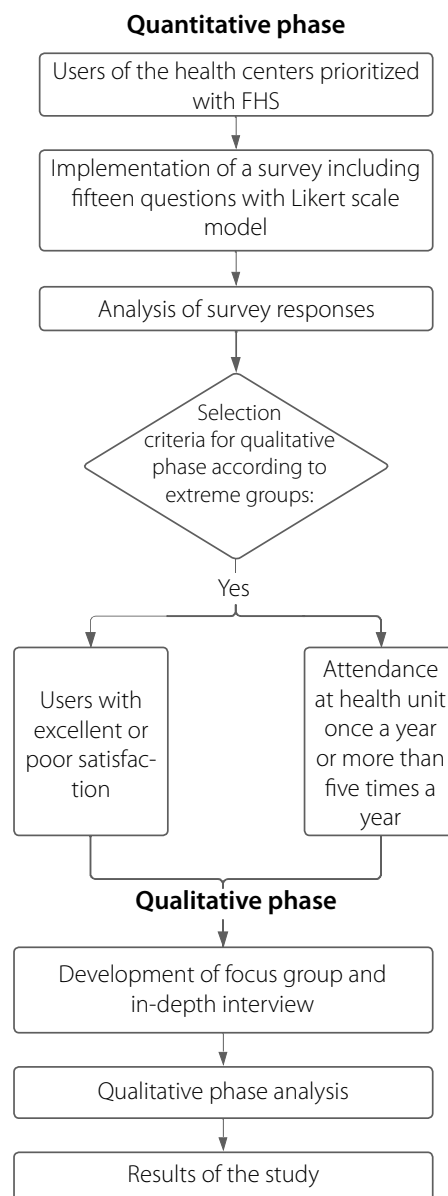 Quantitative phase
Users of the health centers prioritized
with FHS
Implementation of a survey including
fifteen questions with Likert scale
model
Analysis of survey responses
Selection
criteria for qualitative
phase according to
extreme groups:
Yes
Users with
excellent or
poor satisfac-
tion
Attendance
at health unit
once a year
or more than
five times a
year
Qualitative phase
Development of focus group and
in-depth interview
Qualitative phase analysis
Results of the study